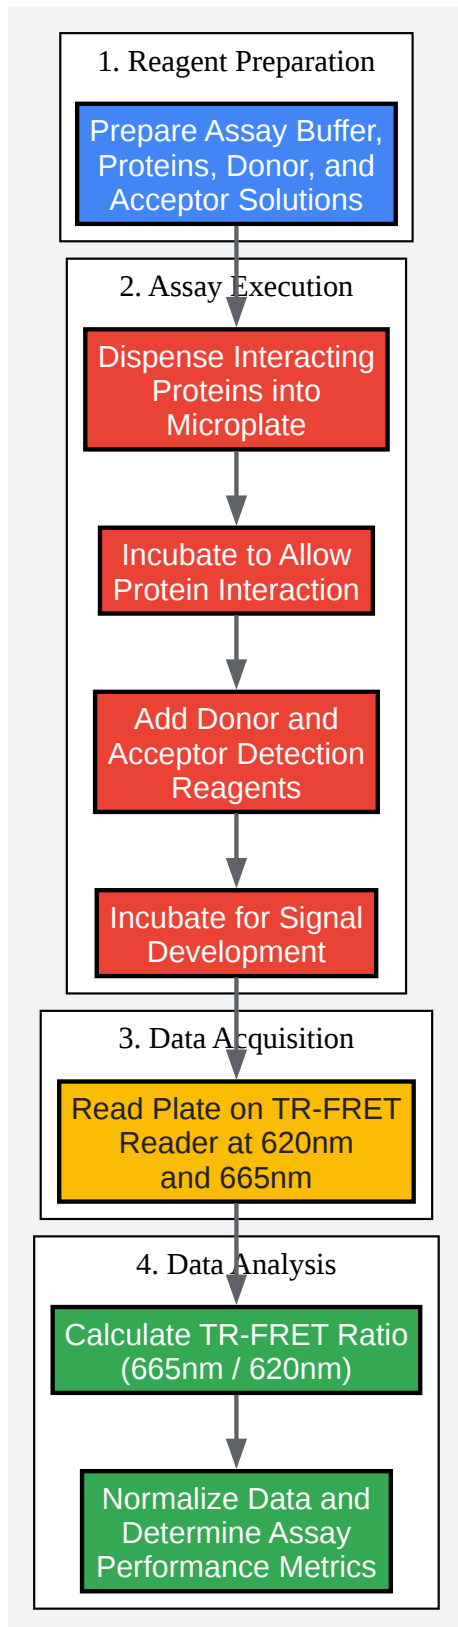 1. Reagent Preparation
Prepare Assay Buffer,
Proteins, Donor, and
Acceptor Solutions
2. Assay Execution
Dispense Interacting
Proteins into
Microplate
Incubate to Allow
Protein Interaction
Add Donor and
Acceptor Detection
Reagents
Incubate for Signal
Development
3. Data Acquisition
Read Plate on TR-FRET
Reader at 620nm
and 665nm
4. Data Analysis
Calculate TR-FRET Ratio
(665nm / 620nm)
Normalize Data and
Determine Assay
Performance Metrics